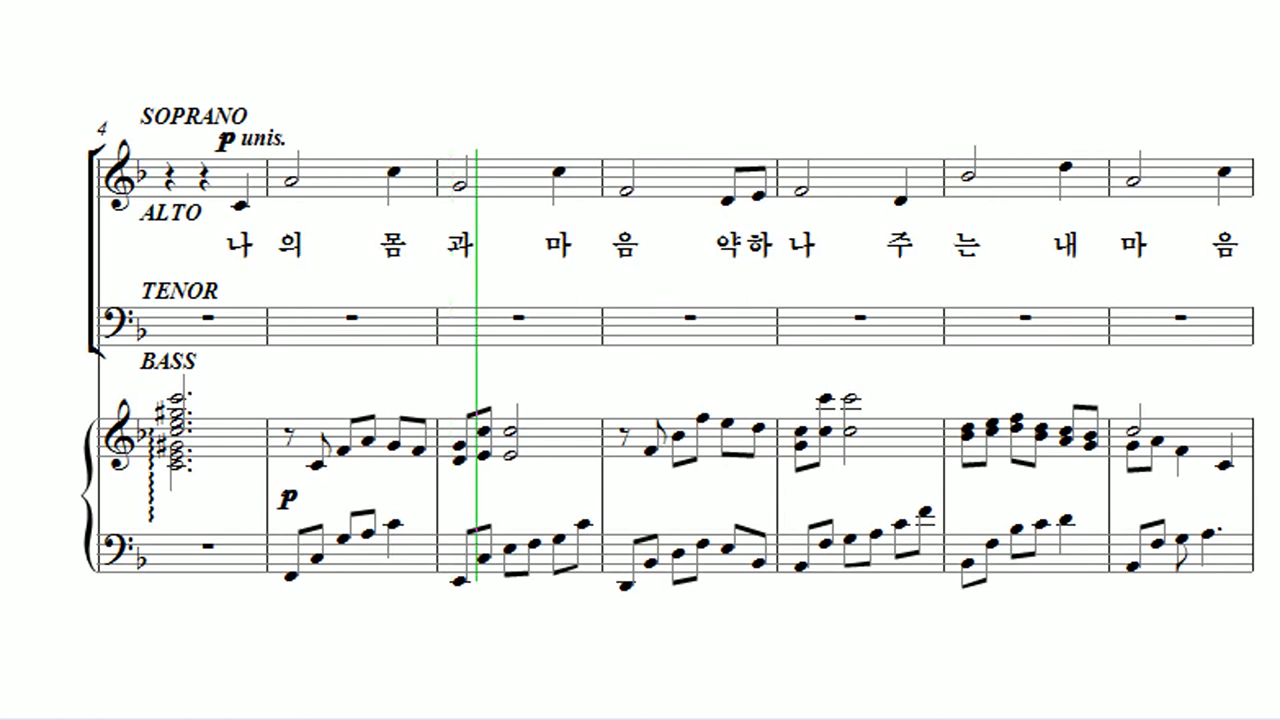 4
SOPRANO
p unis.
ALTO
나 의 몸 과 마 음 약하 나 주 는 내 마 음
TENOR
BASS
p